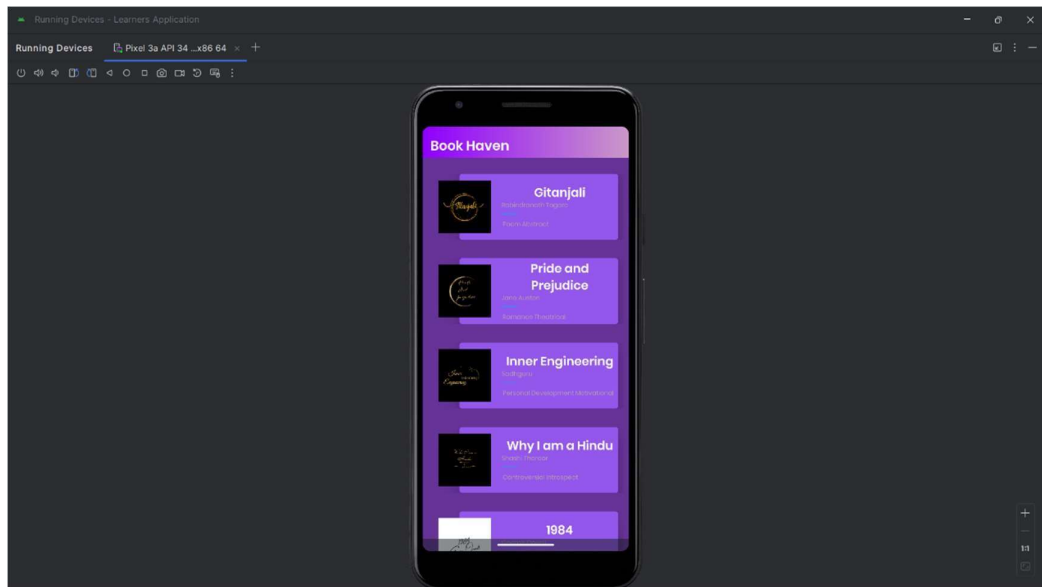 Running Devices - Learners Application
Running Devices
Pixel 3a API 34 ...x86 64
Book Haven
Gitanjali
Rabindranath Tagore
Poem Abstract
Pride and
Prejudice
Jane Austen
Romance Theatrical
Inner Engineering
Sadhguru
Personal Development Motivational
Why I am a Hindu
Shashi Tharoor
Controversies Introspect
1984
1:1